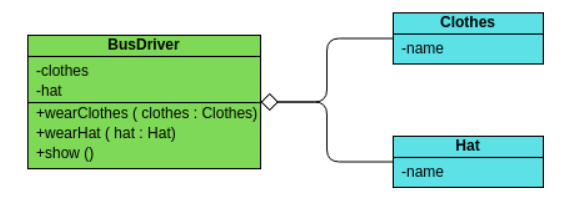 BusDriver
-clothes
-hat
+wearClothes ( clothes : Clothes)
+wearHat ( hat : Hat)
+show ()
Clothes
-name
Hat
-name